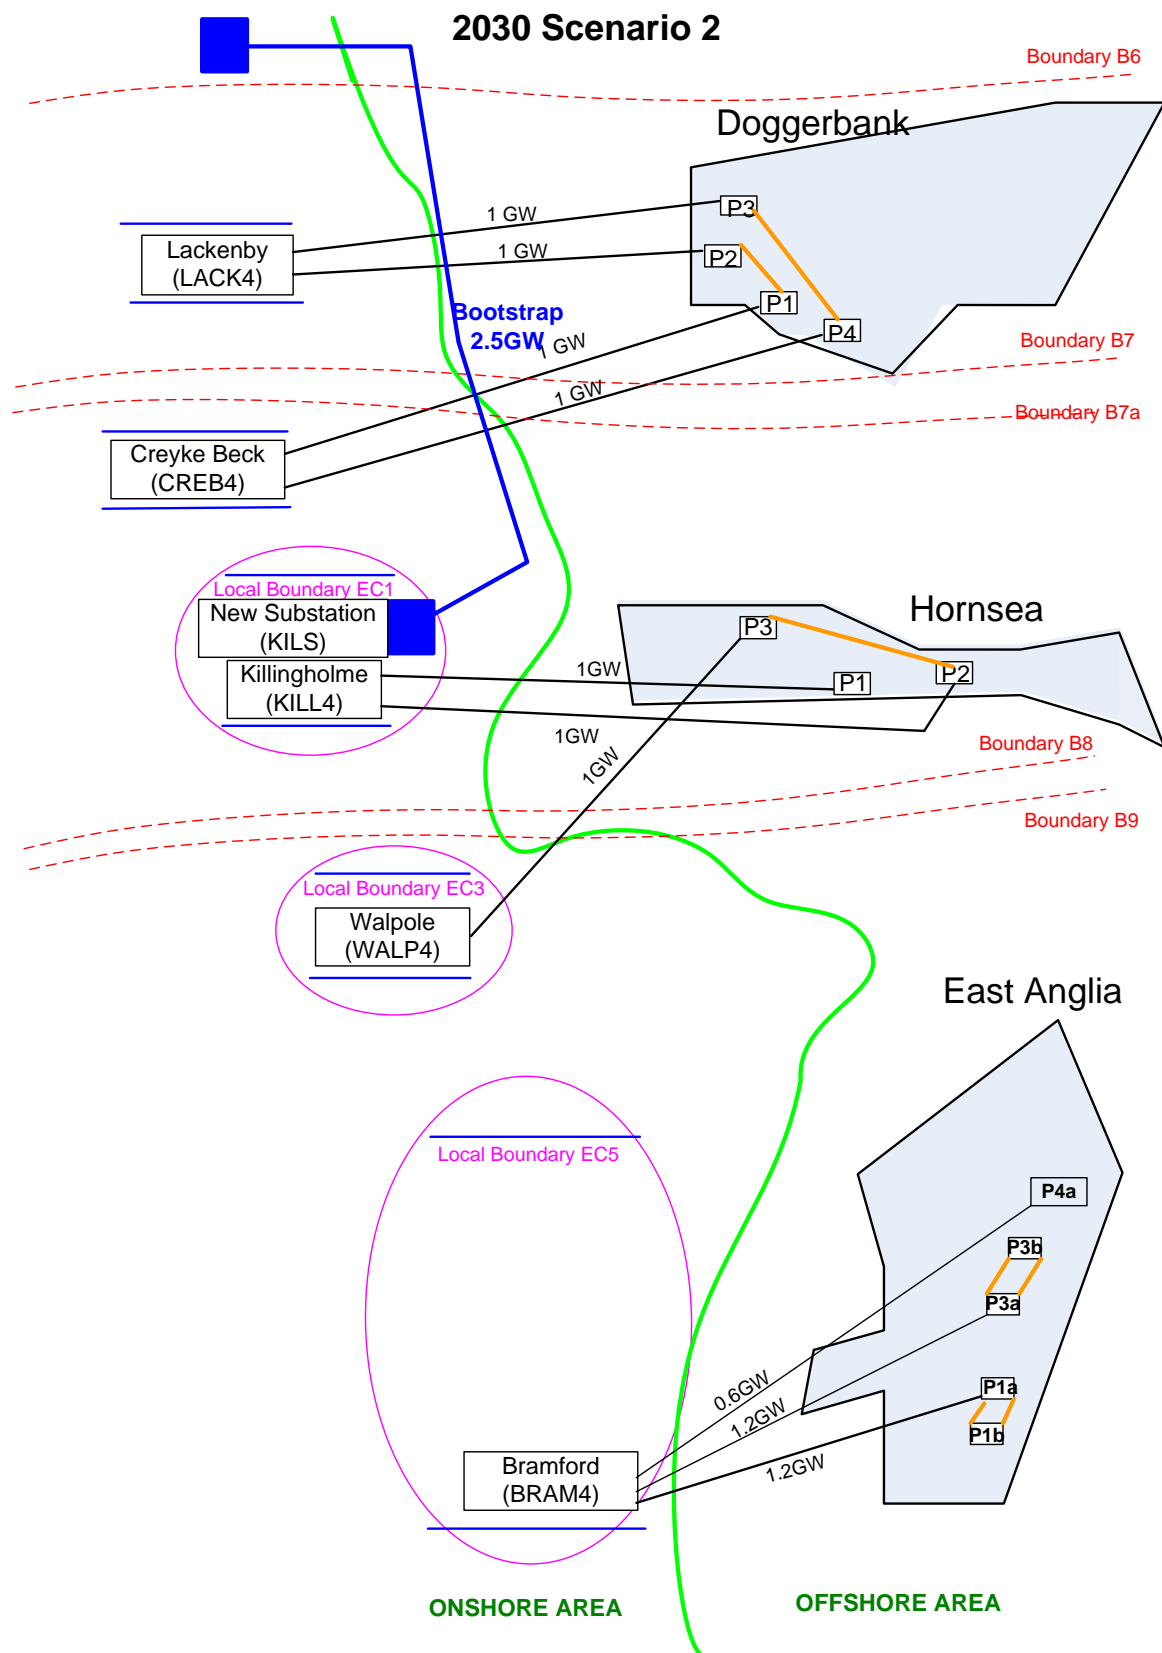 2030 Scenario 2
Boundary B6
Doggerbank
P3
1 GW
Lackenby
(LACK4)
1 GW
P2
P1
Bootstrap
2.5GW
P4
1 GW
Boundary B7
1 GW
Boundary B7a
Creyke Beck
(CREB4)
Local Boundary EC1
New Substation
(KILS)
Hornsea
P3
Killingholme
(KILL4)
1GW
P1
P2
1GW
1GW
Boundary B8
Boundary B9
Local Boundary EC3
Walpole
(WALP4)
East Anglia
Local Boundary EC5
P4a
P3b
P3a
0.6GW
P1a
1.2GW
P1b
1.2GW
Bramford
(BRAM4)
ONSHORE AREA
OFFSHORE AREA